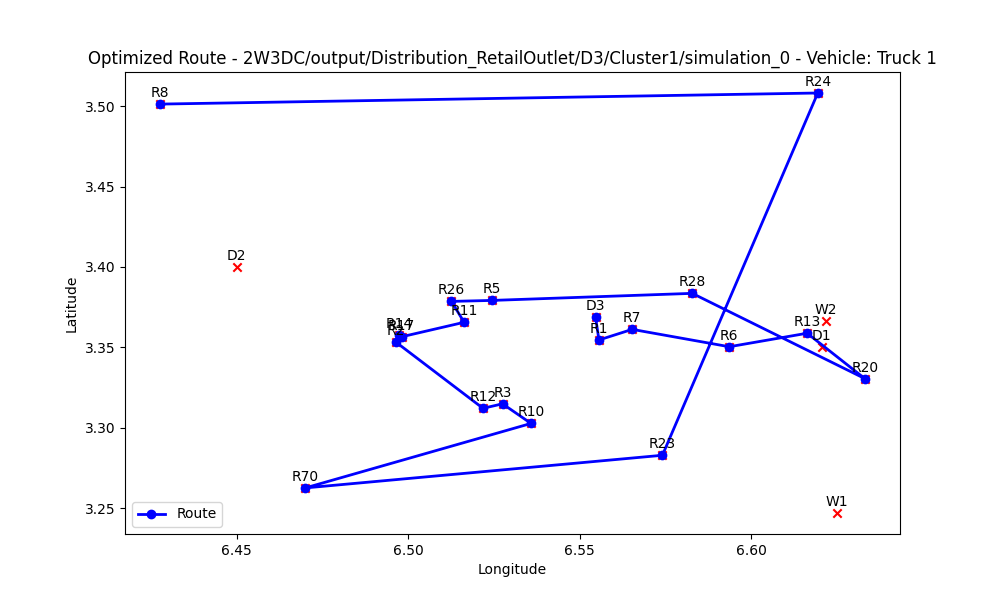 Optimized Route - 2W3DC/output/Distribution_RetailOutlet/D3/Cluster1/simulation_0 - Vehicle: Truck 1
R8
R24
3.50
3.45
D2
3.40
R28
R5
R26
D3
W2
R11
R14
R13
R7
R17
R1
R6
D1
3.35
R20
R3
R12
R10
3.30
R23
R70
W1
3.25
Route
6.45
6.50
6.55
6.60
Longitude
Latitude